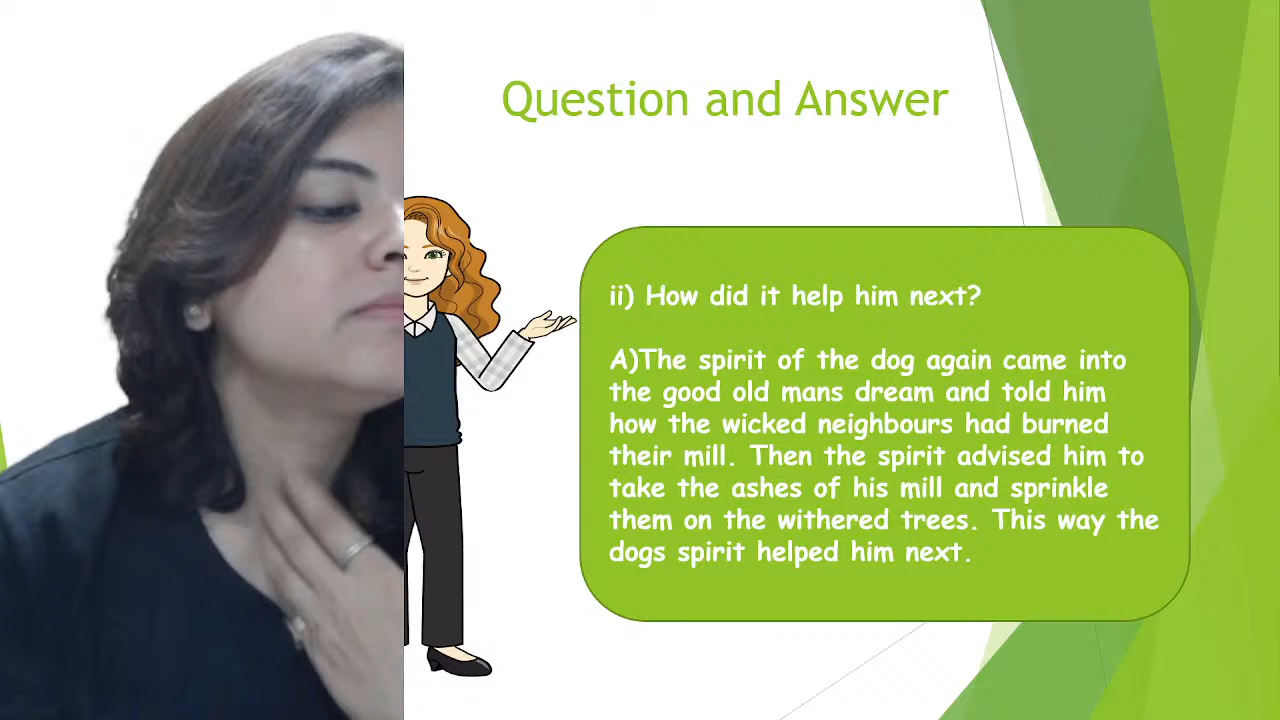 Question and Answer
ii) How did it help him next?
A)The spirit of the dog again came into
the good old mans dream and told him
how the wicked neighbours had burned
their mill. Then the spirit advised him to
take the ashes of his mill and sprinkle
them on the withered trees. This way the
dogs spirit helped him next.